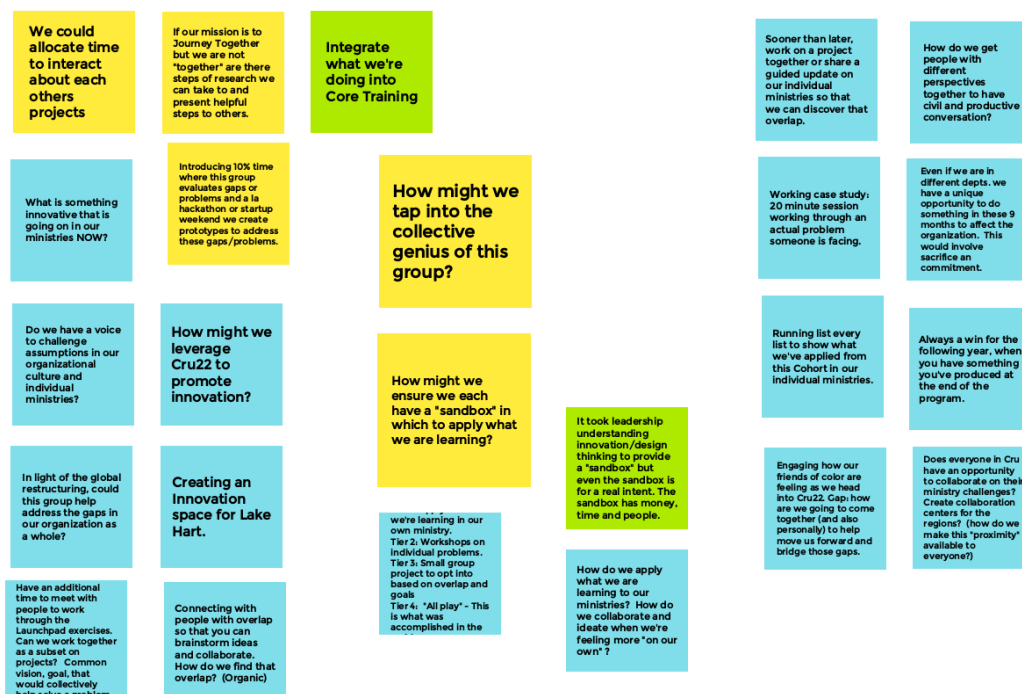 We could
allocate time
to interact
about each
others
projects
If our mission is to
Journey Together
but we are not
"together" are there
steps of research we
can take to and
present helpful
steps to others.
Integrate
what we're
doing into
Core Training
Sooner than later,
work on a project
together or share a
guided update on
our individual
ministries so that
we can discover that
overlap.
How do we get
people with
different
perspectives
together to have
civil and productive
conversation?
What is something
innovative that is
going on in our
ministries NOW?
Introducing 10% time
where this group
evaluates gaps or
problems and a la
hackathon or startup
weekend we create
prototypes to address
these gaps/problems.
How might we
tap into the
collective
genius of this
group?
Working case study:
20 minute session
working through an
actual problem
someone is facing.
Even if we are in
different depts. we
have a unique
opportunity to do
something in these 9
months to affect the
organization. This
would involve
sacrifice an
commitment.
Do we have a voice
to challenge
assumptions in our
organizational
culture and
individual
ministries?
How might we
leverage
Cru22 to
promote
innovation?
How might we
ensure we each
have a "sandbox" in
which to apply what
we are learning?
Running list every
list to show what
we've applied from
this Cohort in our
individual ministries.
Always a win for the
following year, when
you have something
you've produced at
the end of the
program.
It took leadership
understanding
innovation/design
thinking to provide
a "sandbox" but
even the sandbox is
for a real intent. The
sandbox has money,
time and people.
In light of the global
restructuring, could
this group help
address the gaps in
our organization as
a whole?
Creating an
Innovation
space for Lake
Hart.
we're learning in our
own ministry.
Tier 2: Workshops on
individual problems.
Tier 3: Small group
project to opt into
based on overlap and
goals
Tier 4: "All play" - This
is what was
accomplished in the
Engaging how our
friends of color are
feeling as we head
into Cru22. Gap: how
are we going to come
together (and also
personally) to help
move us forward and
bridge those gaps.
Does everyone in Cru
have an opportunity
to collaborate on their
ministry challenges?
Create collaboration
centers for the
regions? (how do we
make this "proximity"
available to
everyone?)
How do we apply
what we are
learning to our
ministries? How do
we collaborate and
ideate when we're
feeling more "on our
own" ?
Have an additional
time to meet with
people to work
through the
Launchpad exercises.
Can we work together
as a subset on
projects? Common
vision, goal, that
would collectively
Connecting with
people with overlap
so that you can
brainstorm ideas
and collaborate.
How do we find that
overlap? (Organic)